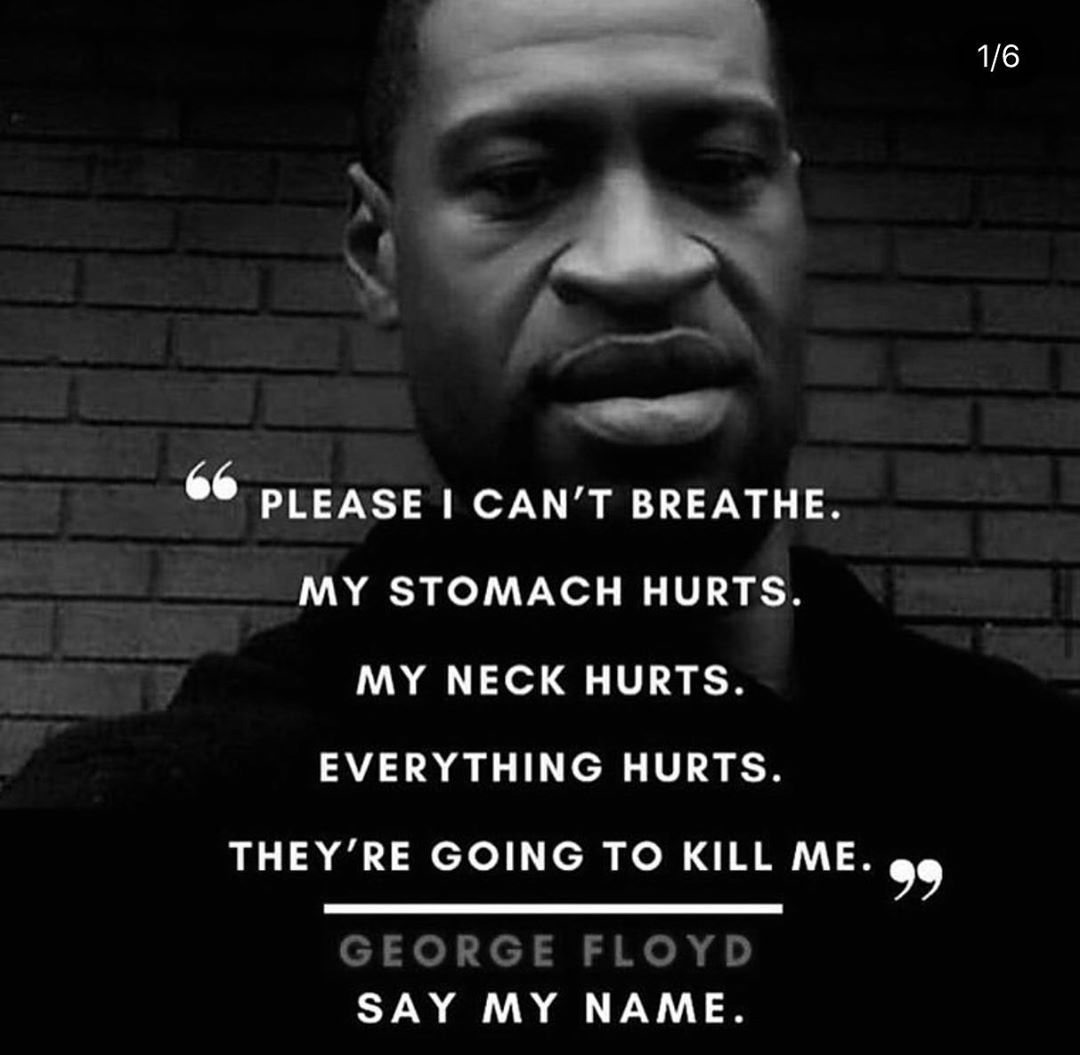 1/6
“ PLEASE I CAN’T BREATHE.
MY STOMACH HURTS.
MY NECK HURTS.
EVERYTHING HURTS.
THEY’RE GOING TO KILL ME. ”
GEORGE FLOYD
SAY MY NAME.